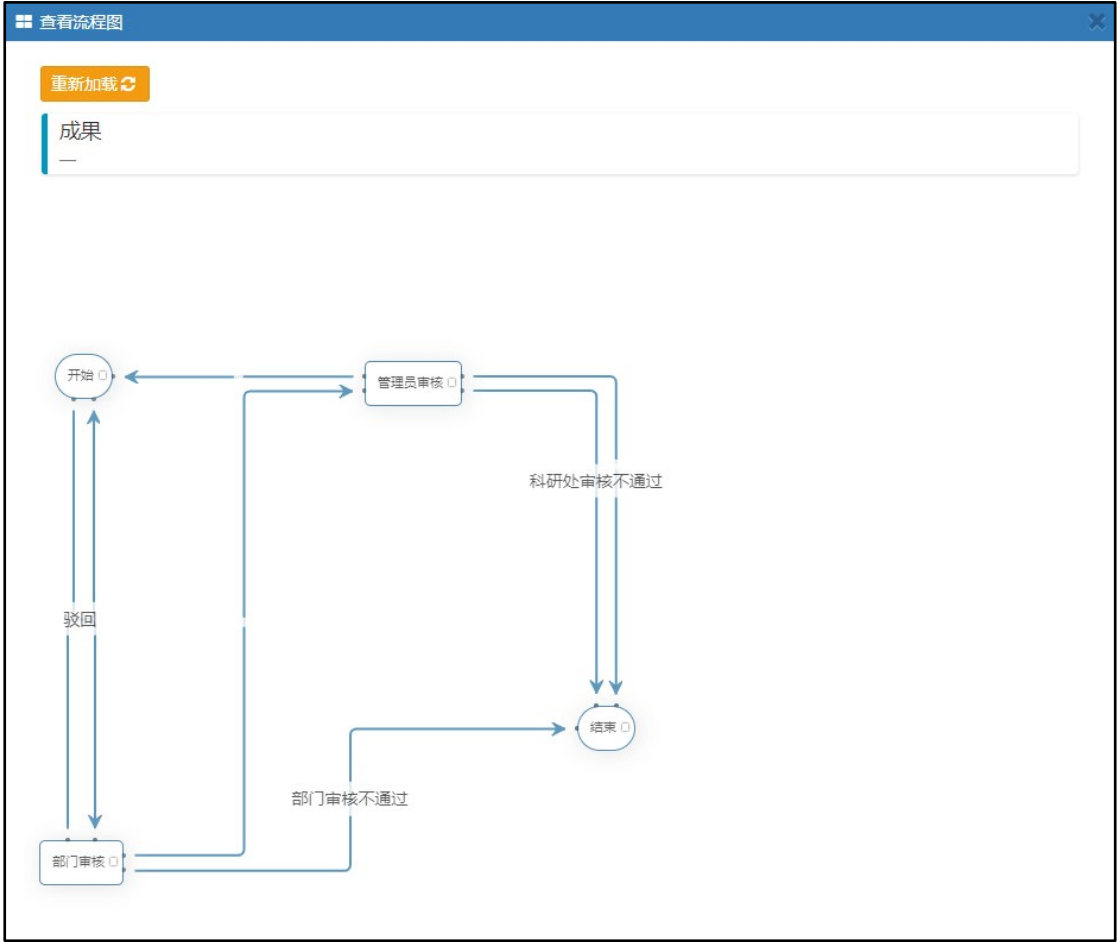 查看流程图
重新加载
成果
—
开始
管理员审核
科研处审核不通过
驳回
结束
部门审核不通过
部门审核